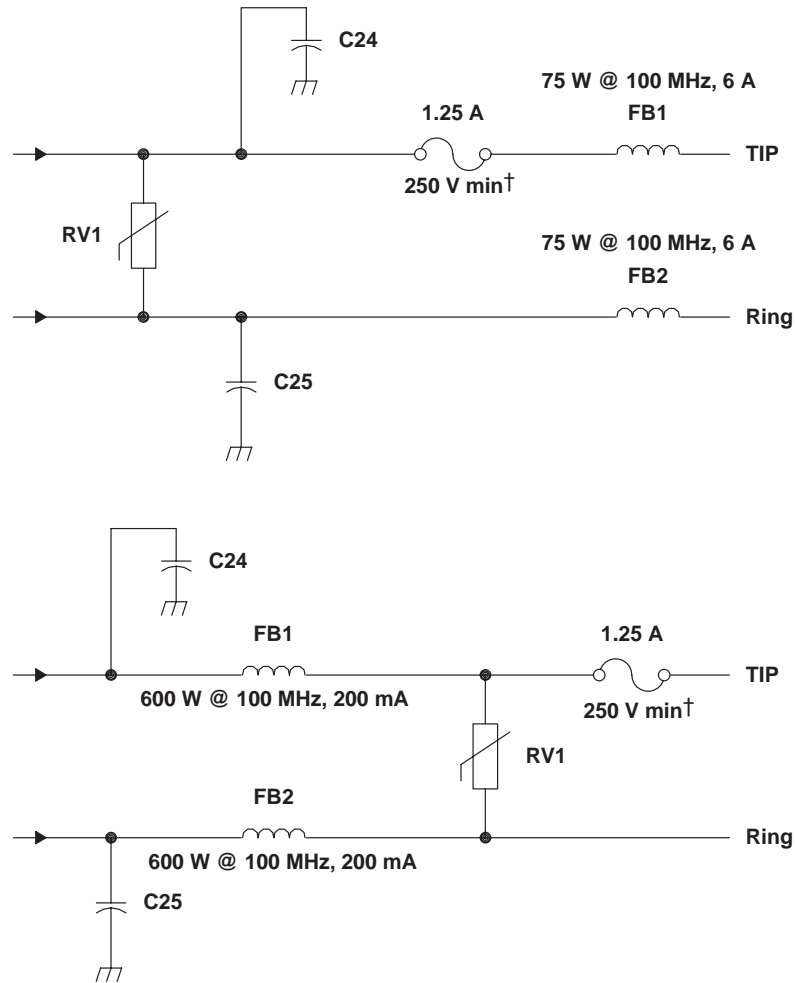 C24
75 W @ 100 MHz, 6 A
1.25 A
FB1
TIP
250 V min†
RV1
75 W @ 100 MHz, 6 A
FB2
Ring
C25
C24
FB1
1.25 A
TIP
600 W @ 100 MHz, 200 mA
250 V min†
RV1
FB2
Ring
600 W @ 100 MHz, 200 mA
C25